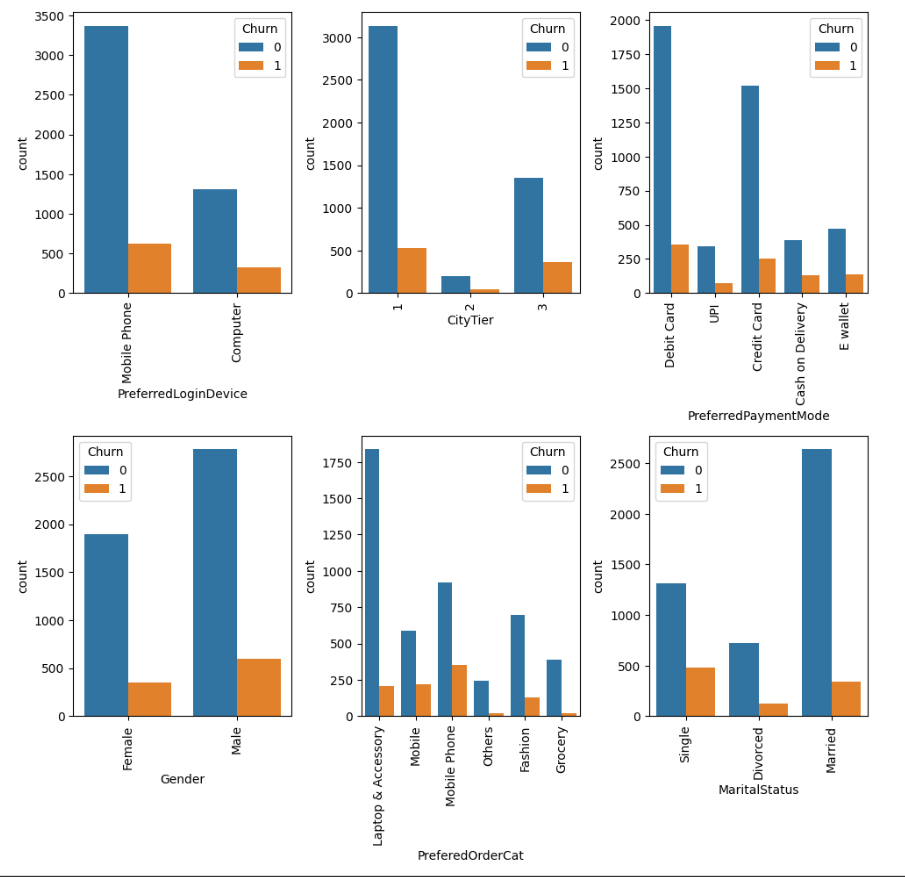 3500
3000
2500
2000
1500
1000
500
0
count
Churn
0
1
Mobile Phone
Computer
PreferredLoginDevice
3000
2500
2000
1500
1000
500
0
count
Churn
0
1
1
2
3
CityTier
2000
1750
1500
1250
1000
750
500
250
0
count
Churn
0
1
Debit Card
UPI
Credit Card
Cash on Delivery
E wallet
PreferredPaymentMode
2500
2000
1500
1000
500
0
count
Churn
0
1
Female
Male
Gender
1750
1500
1250
1000
750
500
250
0
count
Churn
0
1
Laptop & Accessory
Mobile
Mobile Phone
Others
Fashion
Grocery
PreferedOrderCat
2500
2000
1500
1000
500
0
count
Churn
0
1
Single
Divorced
Married
MaritalStatus